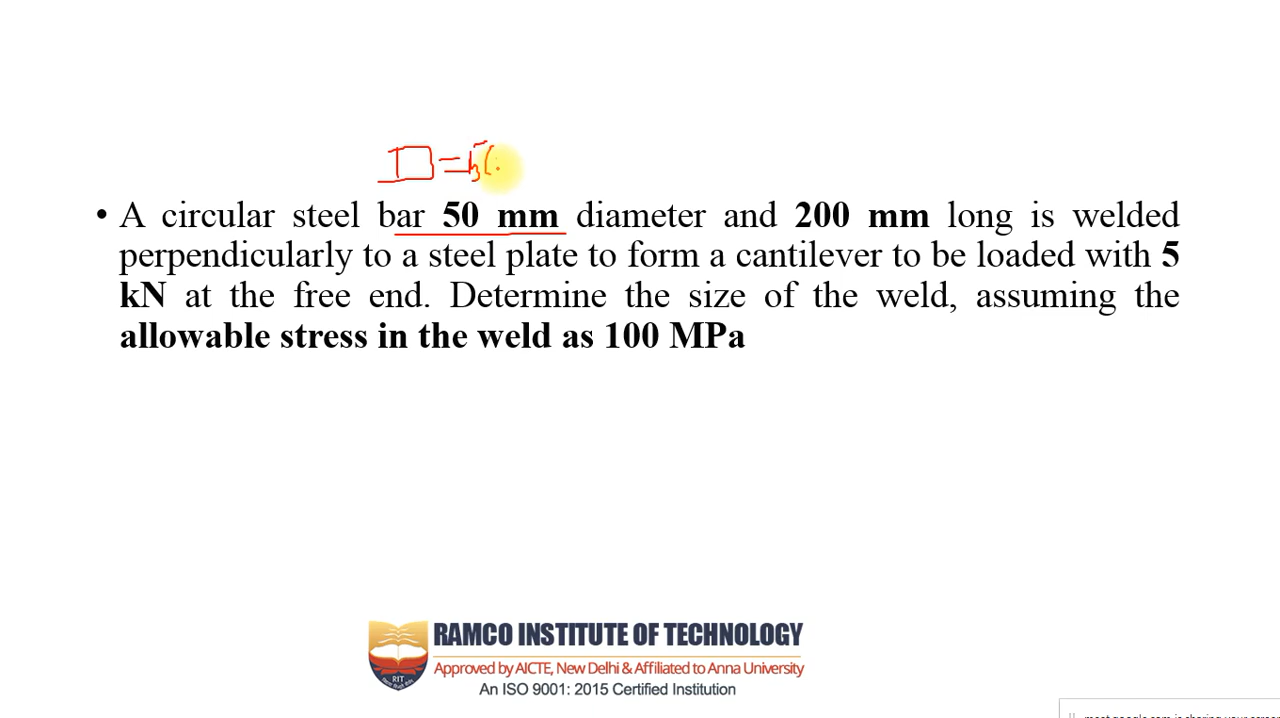 D = 5(
• A circular steel bar 50 mm diameter and 200 mm long is welded
perpendicularly to a steel plate to form a cantilever to be loaded with 5
kN at the free end. Determine the size of the weld, assuming the
allowable stress in the weld as 100 MPa
RAMCO INSTITUTE OF TECHNOLOGY
Approved by AICTE, New Delhi & Affiliated to Anna University
An ISO 9001: 2015 Certified Institution
RIT